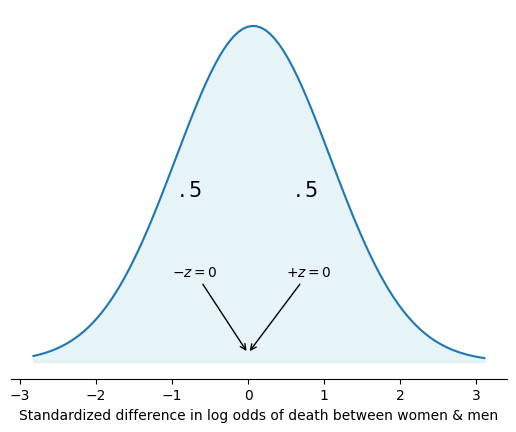 .5 .5
−z = 0 +z = 0
−3 −2 −1 0 1 2 3
Standardized difference in log odds of death between women & men